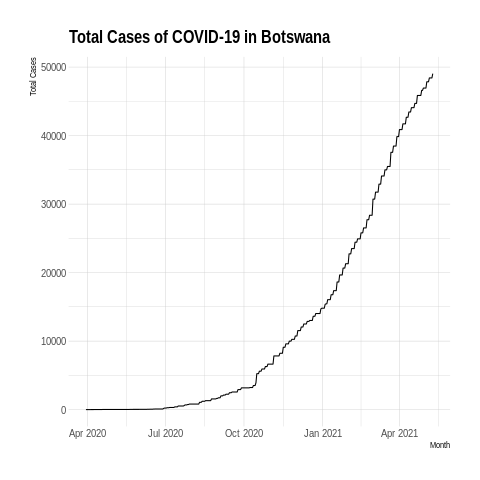 Total Cases of COVID-19 in Botswana
Total Cases
50000
40000
30000
20000
10000
0
Apr 2020 Jul 2020 Oct 2020 Jan 2021 Apr 2021
Month